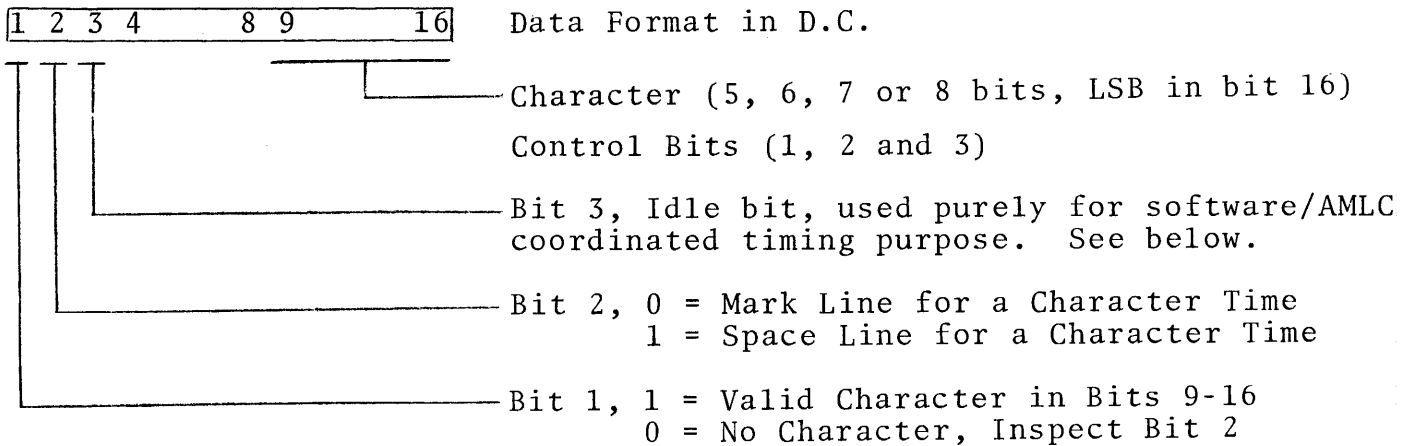 1 2 3 4 8 9 16 Data Format in D.C.
Character (5, 6, 7 or 8 bits, LSB in bit 16)
Control Bits (1, 2 and 3)
Bit 3, Idle bit, used purely for software/AMLC
coordinated timing purpose. See below.
Bit 2, 0 = Mark Line for a Character Time
1 = Space Line for a Character Time
Bit 1, 1 = Valid Character in Bits 9-16
0 = No Character, Inspect Bit 2